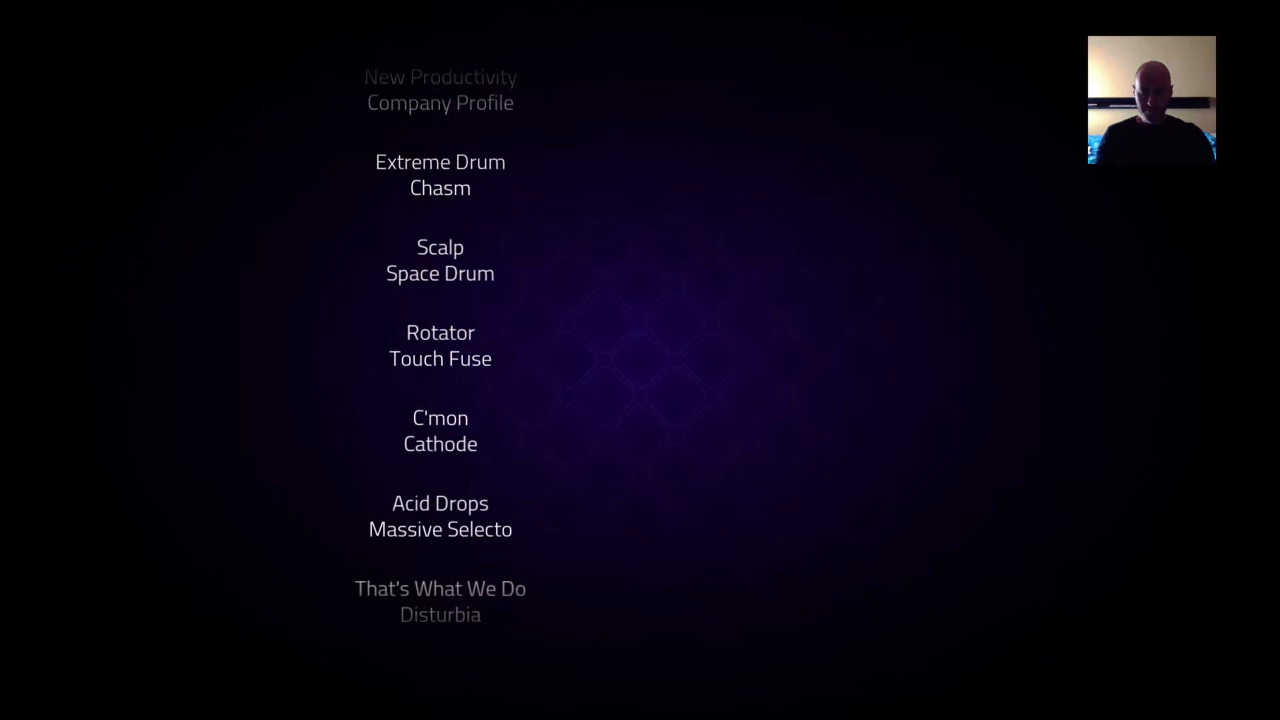 New Productivity
Company Profile
Extreme Drum
Chasm
Scalp
Space Drum
Rotator
Touch Fuse
C'mon
Cathode
Acid Drops
Massive Selecto
That's What We Do
Disturbia